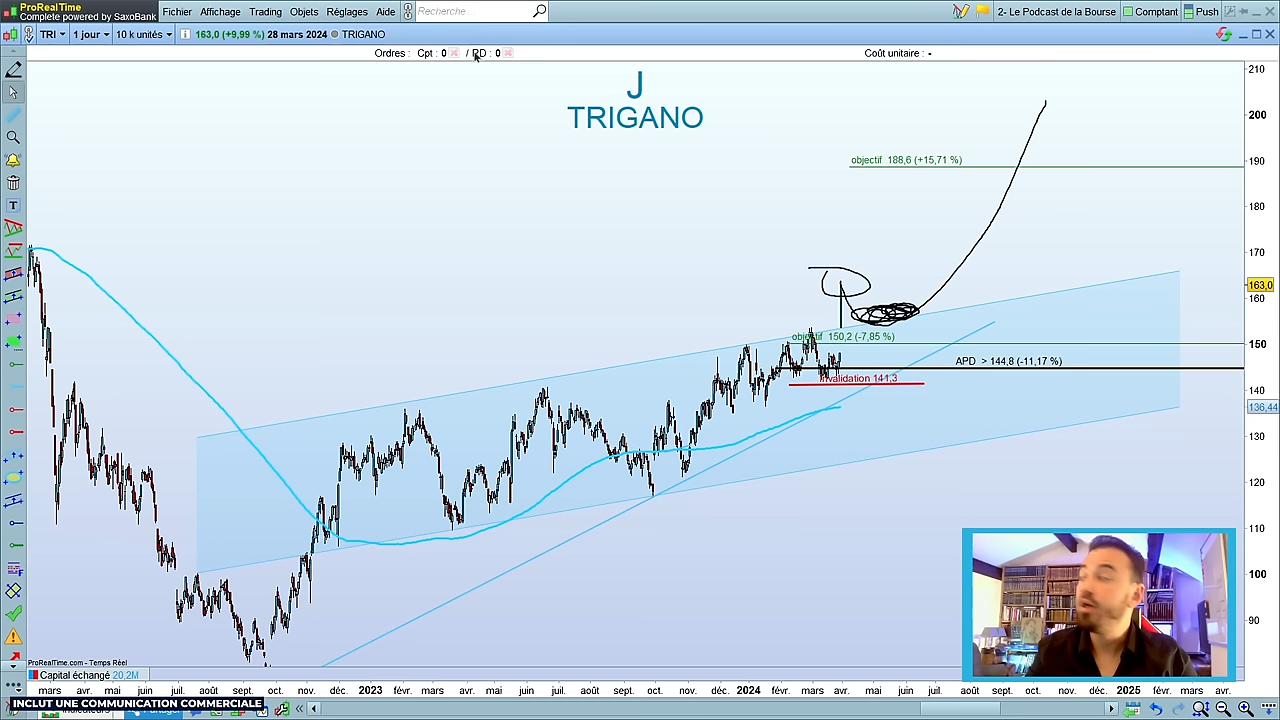 ProRealTime
Complete powered by SaxoBank
Fichier Affichage Trading Objets Réglages Aide Recherche 2- Le Podcast de la Bourse Comptant Push
TRI 1 jour 10 k unités 163,0 (+9,99 %) 28 mars 2024 TRIGANO
Ordres : Cpt : 0 / RD : 0 Coût unitaire : -
J
TRIGANO
210
200
objectif 188,6 (+15,71 %)
190
180
170
163,0
160
objectif 150,2 (-7,85 %)
150
APD > 144,8 (-11,17 %)
invalidation 141,3
140
136,44
130
120
110
100
90
ProRealTime.com - Temps Réel
Capital échangé 20,2M
mars avr. mai juin juil. août sept. oct. nov. déc. 2023 févr. mars avr. mai juin juil. août sept. oct. nov. 2024 févr. mars avr. mai juin juil. août sept. oct. nov. 2025 févr. mars avr.
INCLUT UNE COMMUNICATION COMMERCIALE